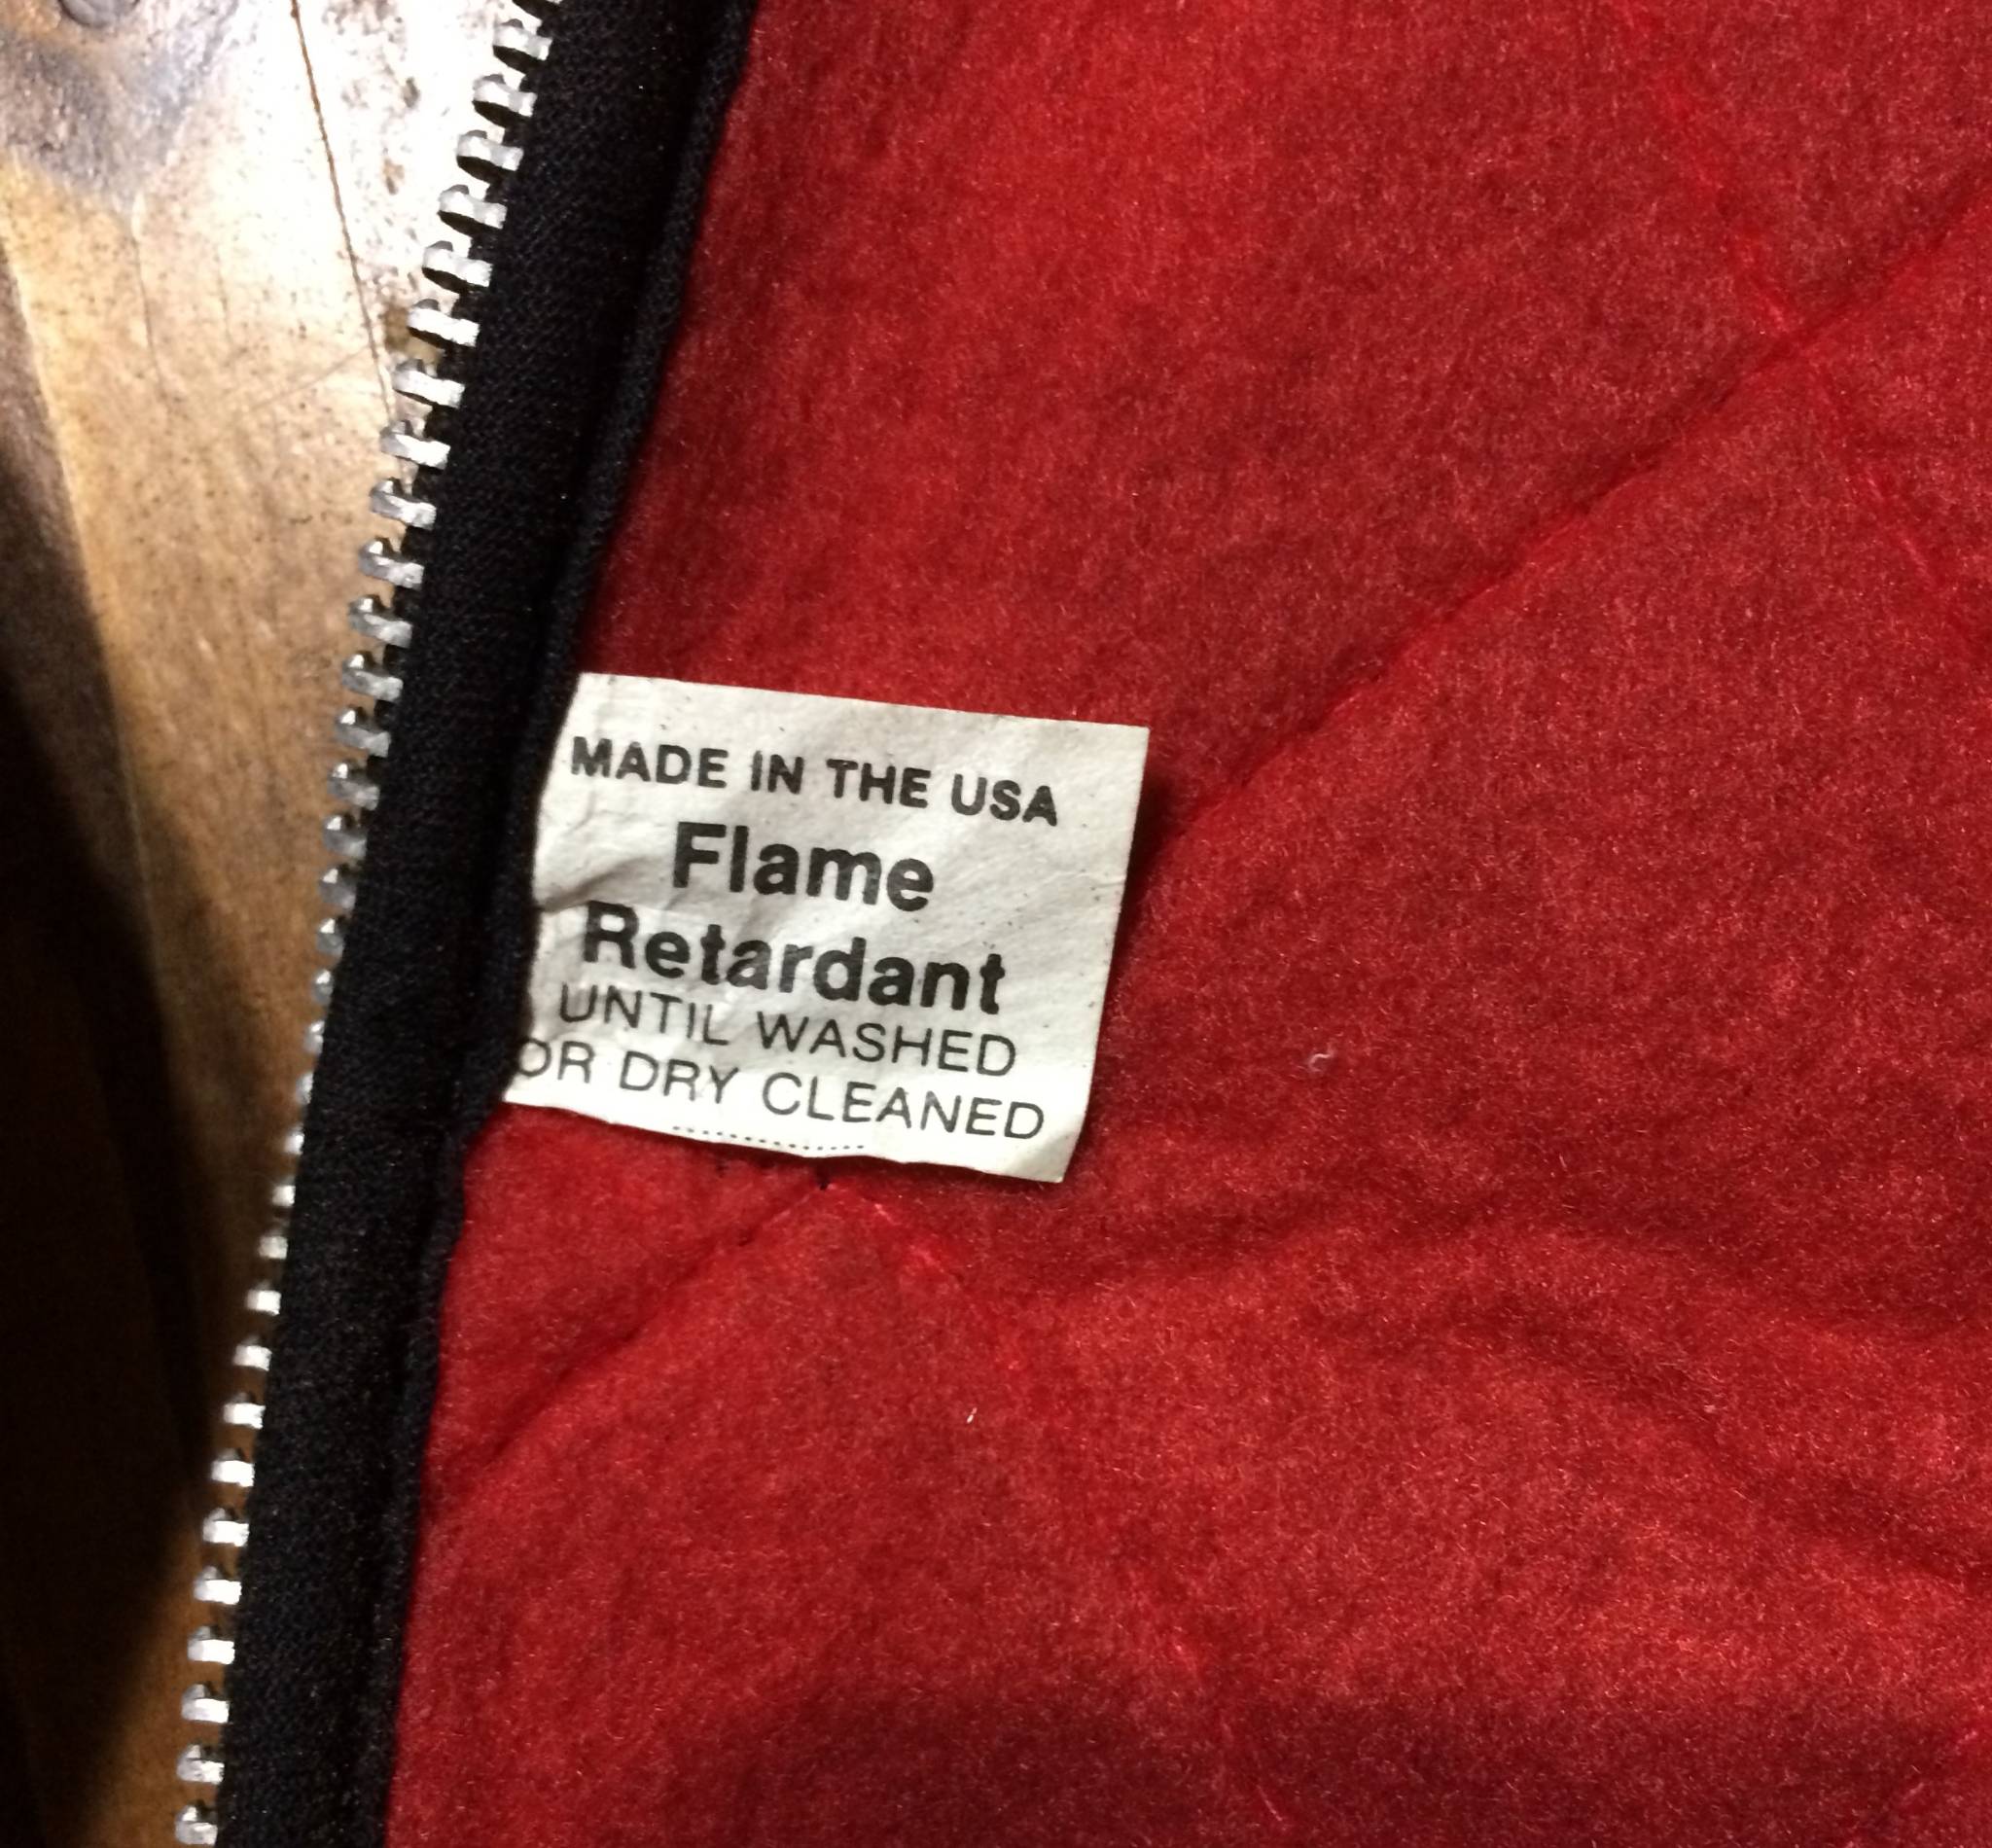 MADE IN THE USA
Flame
Retardant
UNTIL WASHED
OR DRY CLEANED